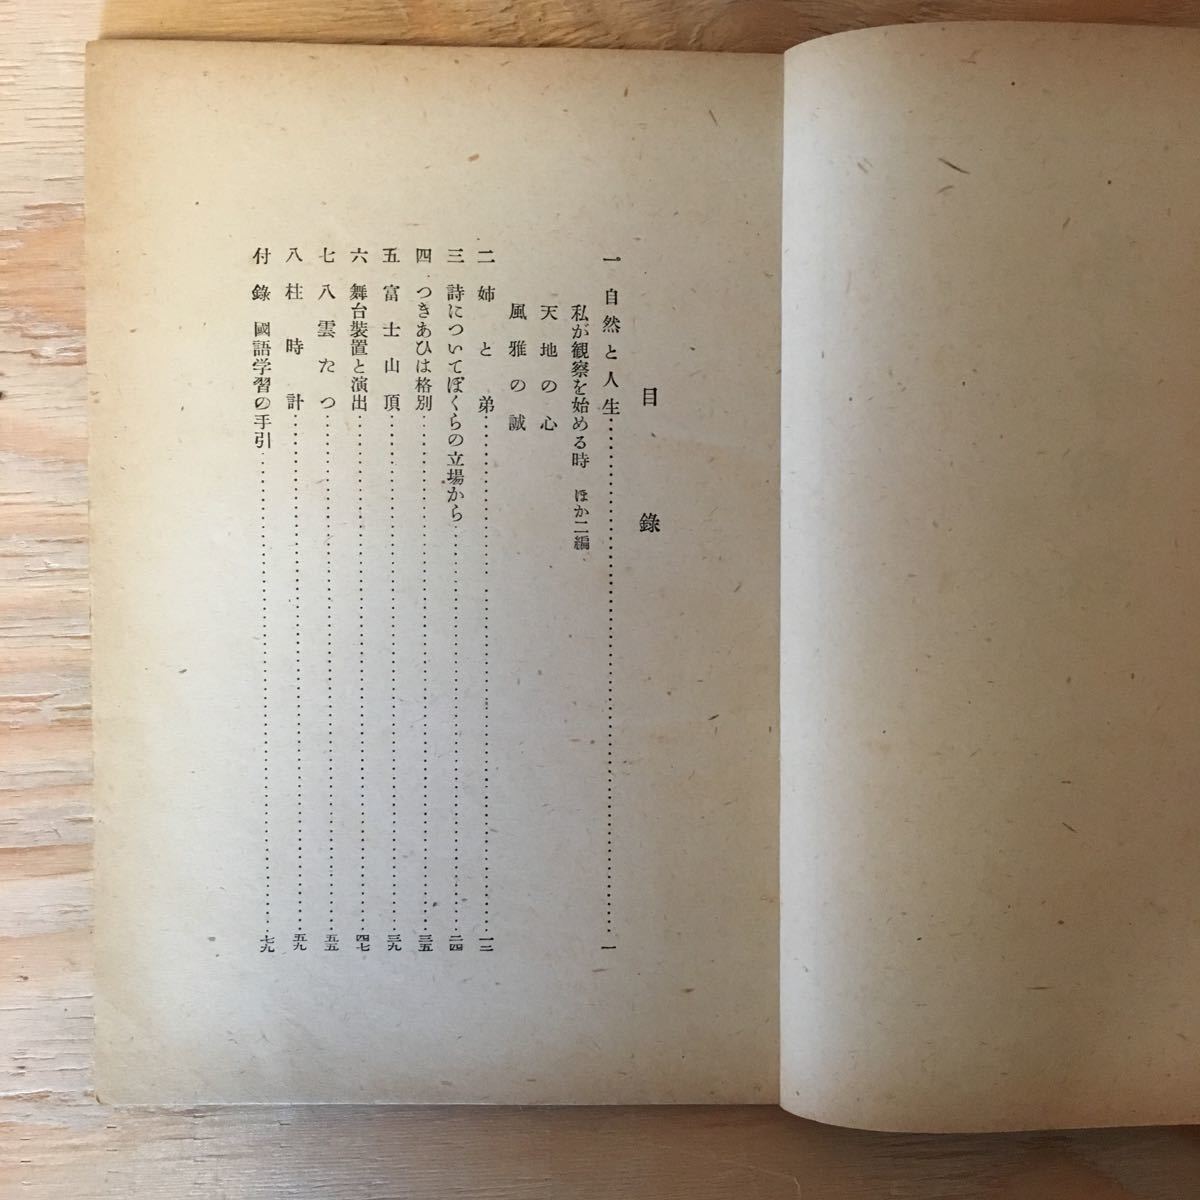 目錄
一 自然と人生……一
私が観察を始める時 ほか二編
天地の心
風雅の誠
二 姉と弟……一二
三 詩についてぼくらの立場から……二四
四 つきあひは格別……三五
五 富士山頂……三九
六 舞台装置と演出……四七
七 八雲たつ……五五
八 柱時計……五九
付錄 國語学習の手引……七九